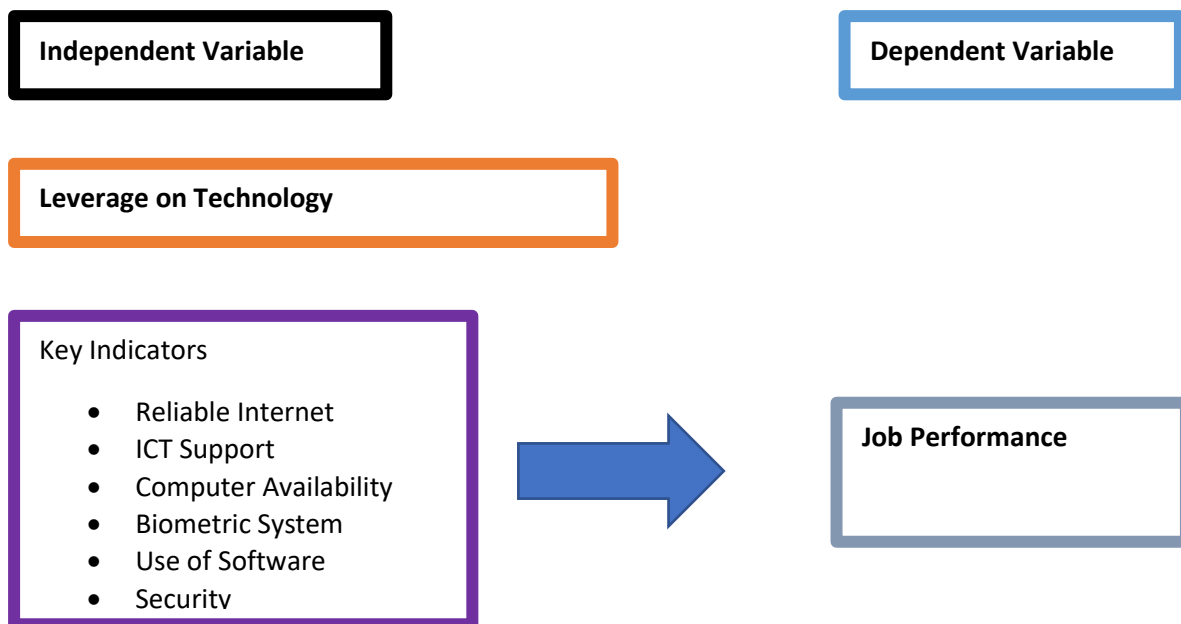 Independent Variable
Dependent Variable
Leverage on Technology
Key Indicators
• Reliable Internet
• ICT Support
• Computer Availability
• Biometric System
• Use of Software
• Security
Job Performance